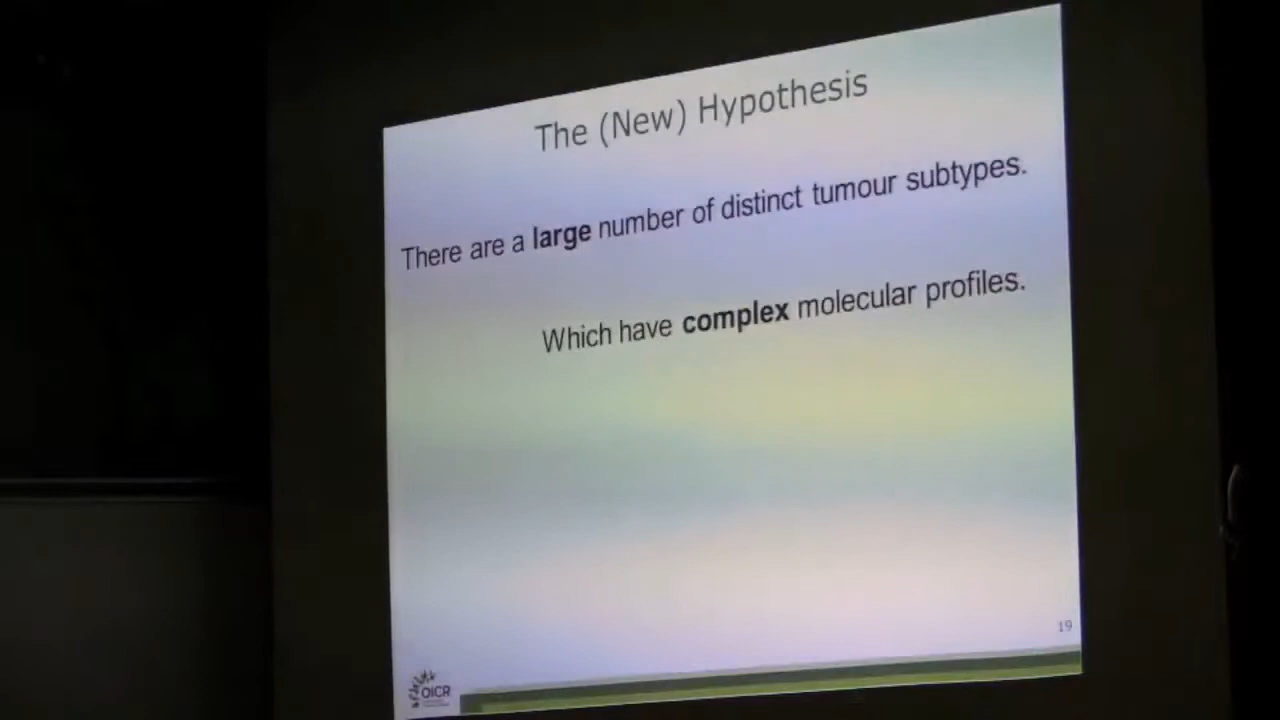 The (New) Hypothesis
There are a large number of distinct tumour subtypes.
Which have complex molecular profiles.
19
OICR